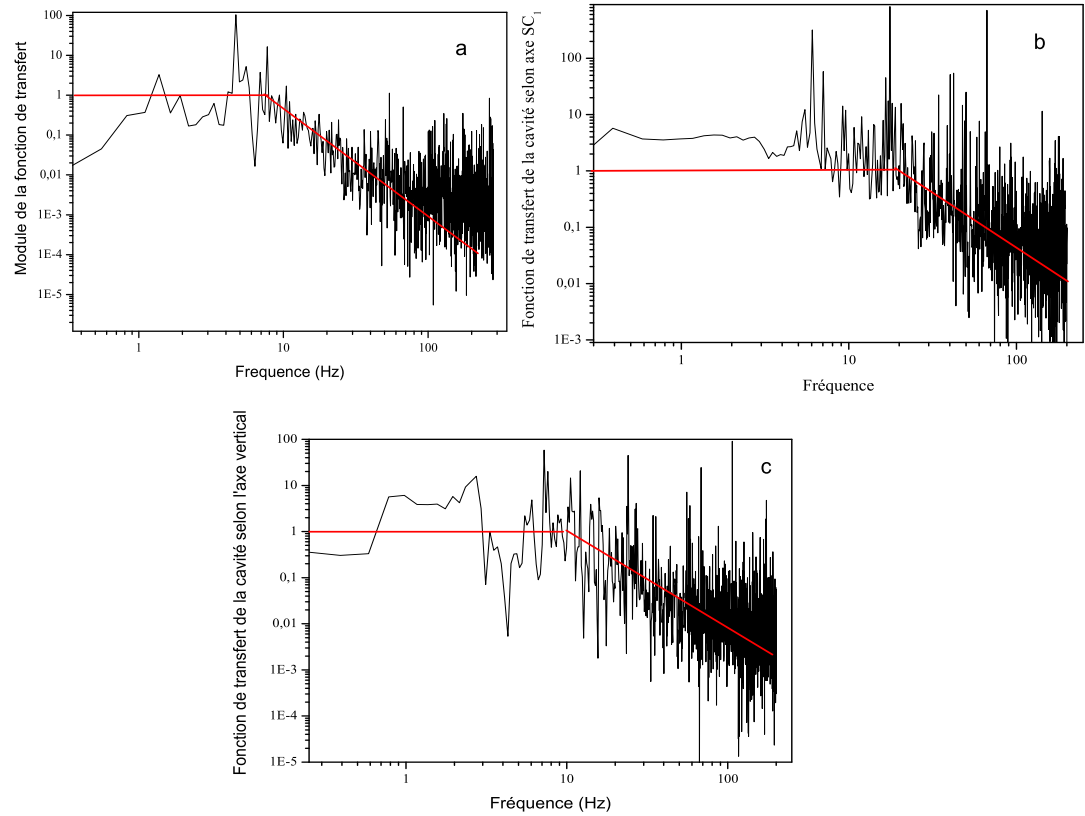 a
Module de la fonction de transfert
100
10
1
0,1
0,01
1E-3
1E-4
1E-5
1
10
100
Frequence (Hz)
b
Fonction de transfert de la cavité selon axe SC1
100
10
1
0,1
0,01
1E-3
1
10
100
Fréquence
c
Fonction de transfert de la cavité selon l'axe vertical
100
10
1
0,1
0,01
1E-3
1E-4
1E-5
1
10
100
Fréquence (Hz)